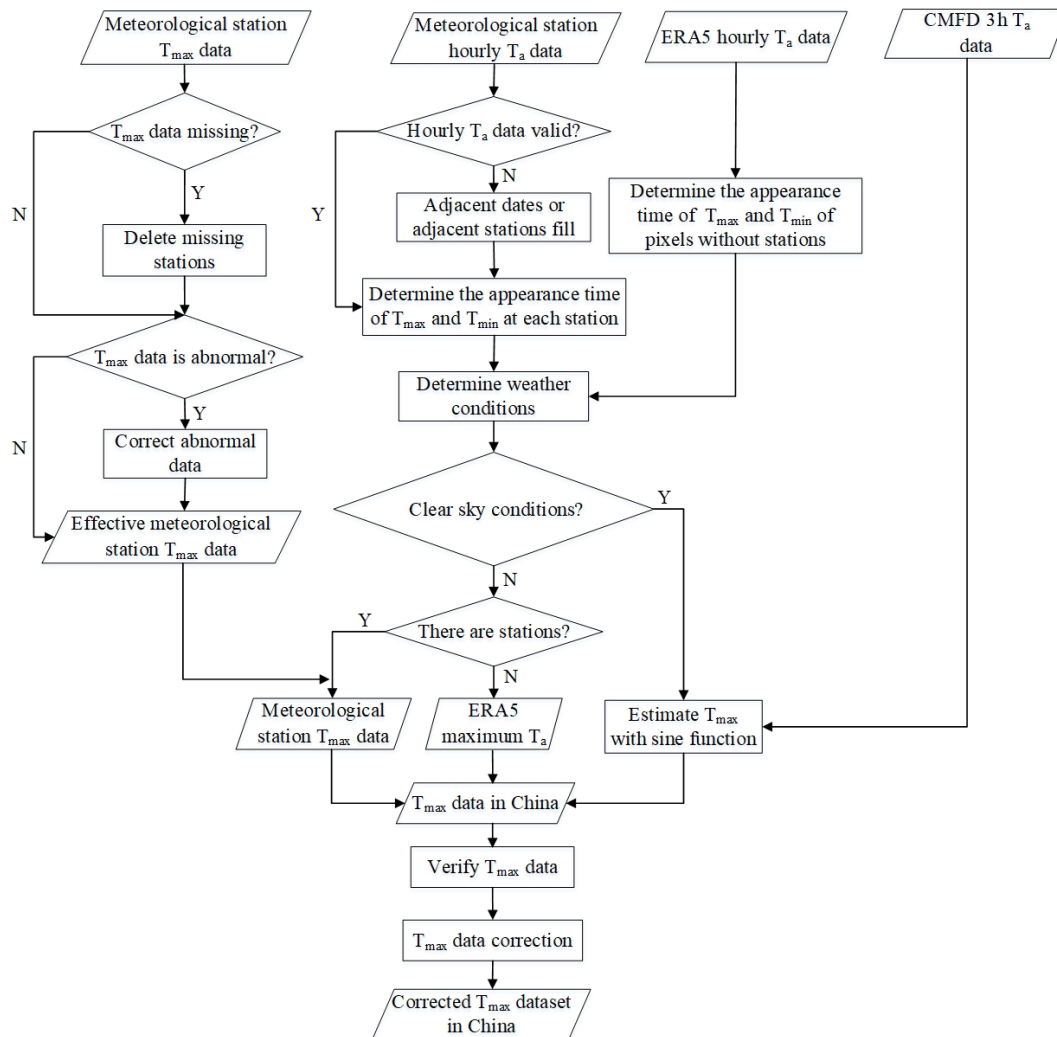 Meteorological station
Tmax data
Meteorological station
hourly Ta data
ERA5 hourly Ta data
CMFD 3h Ta
data
Tmax data missing?
Hourly Ta data valid?
N
Y
Y
N
Delete missing
stations
Adjacent dates or
adjacent stations fill
Determine the appearance
time of Tmax and Tmin of
pixels without stations
Determine the appearance time
of Tmax and Tmin at each station
Tmax data is abnormal?
N
Y
Determine weather
conditions
Correct abnormal
data
Clear sky conditions?
Y
N
Effective meteorological
station Tmax data
There are stations?
Y
N
Meteorological
station Tmax data
ERA5
maximum Ta
Estimate Tmax
with sine function
Tmax data in China
Verify Tmax data
Tmax data correction
Corrected Tmax dataset
in China